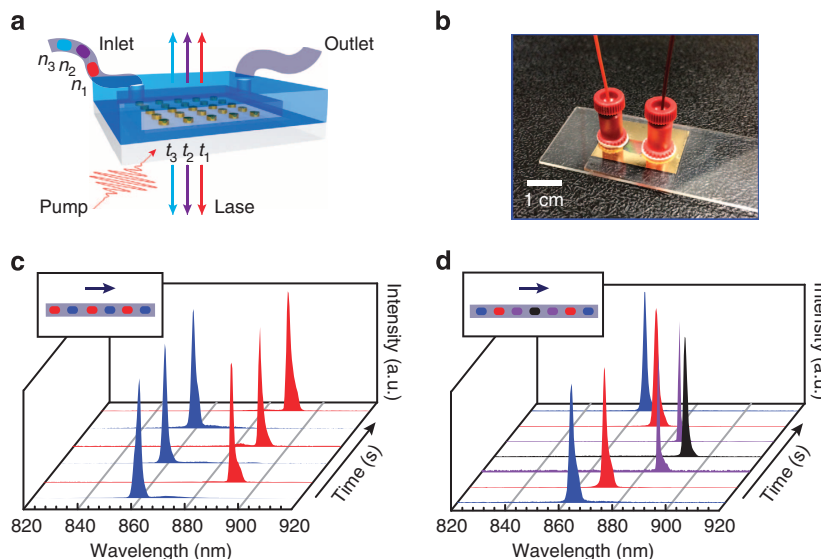 a
Inlet
Outlet
n3 n2
n1
t3 t2 t1
Pump
Lase
b
1 cm
c
Intensity (a.u.)
Time (s)
820 840 860 880 900 920
Wavelength (nm)
d
Intensity (a.u.)
Time (s)
820 840 860 880 900 920
Wavelength (nm)